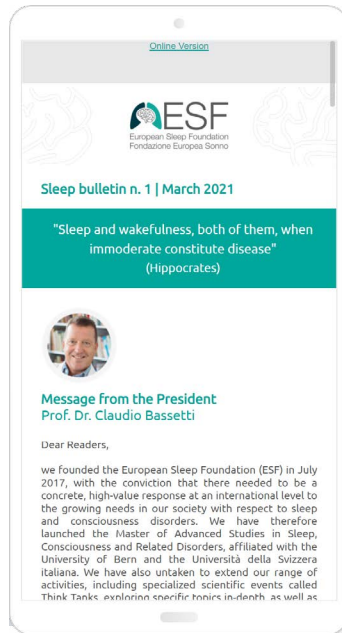 Online Version
ESF
European Sleep Foundation
Fondazione Europea Sonno
Sleep bulletin n. 1 | March 2021
"Sleep and wakefulness, both of them, when
immoderate constitute disease"
(Hippocrates)
Message from the President
Prof. Dr. Claudio Bassetti
Dear Readers,
we founded the European Sleep Foundation (ESF) in July
2017, with the conviction that there needed to be a
concrete, high-value response at an international level to
the growing needs in our society with respect to sleep
and consciousness disorders. We have therefore
launched the Master of Advanced Studies in Sleep,
Consciousness and Related Disorders, affiliated with the
University of Bern and the Università della Svizzera
italiana. We have also untaken to extend our range of
activities, including specialized scientific events called
Think Tanks, exploring specific topics in-depth, as well as